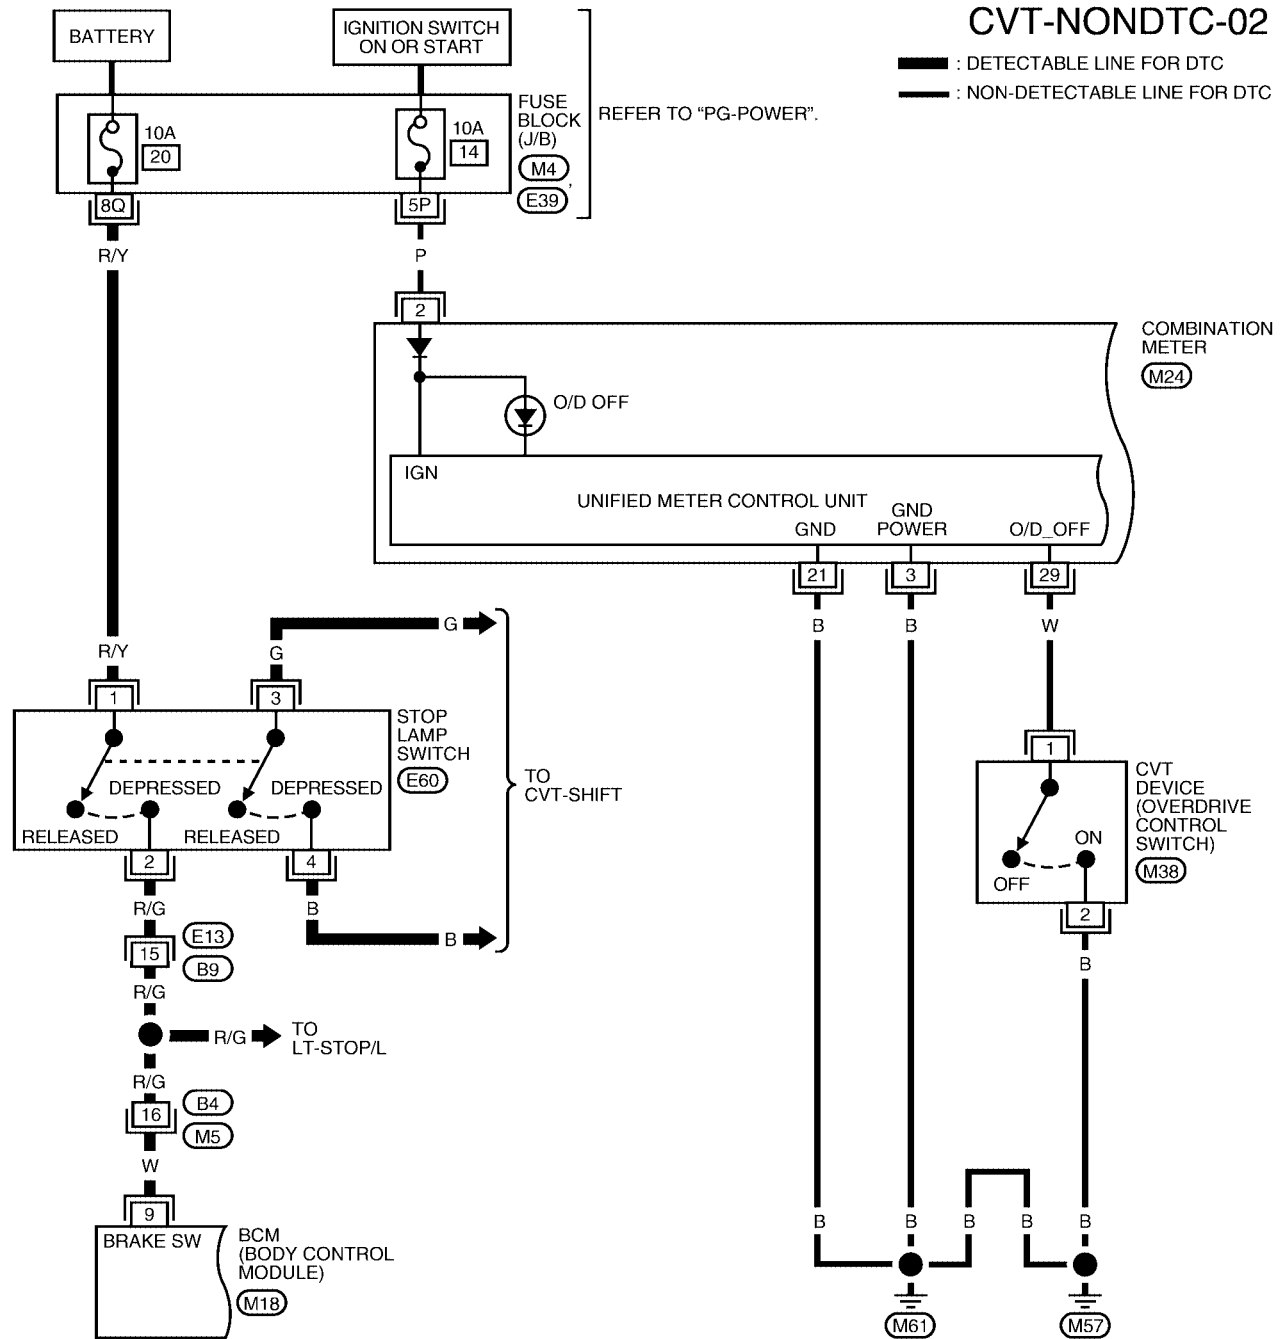 CVT-NONDTC-02
: DETECTABLE LINE FOR DTC
: NON-DETECTABLE LINE FOR DTC
BATTERY
IGNITION SWITCH
ON OR START
10A
20
10A
14
FUSE
BLOCK
(J/B)
M4
,
E39
REFER TO “PG-POWER”.
8Q
5P
R/Y
P
2
COMBINATION
METER
M24
O/D OFF
IGN
UNIFIED METER CONTROL UNIT
GND
GND
POWER
O/D_OFF
21
3
29
B
B
W
G
G
R/Y
1
3
STOP
LAMP
SWITCH
E60
DEPRESSED
DEPRESSED
RELEASED
RELEASED
TO
CVT-SHIFT
2
4
R/G
B
B
15
E13
B9
R/G
R/G
TO
LT-STOP/L
R/G
16
B4
M5
W
9
BRAKE SW
BCM
(BODY CONTROL
MODULE)
M18
1
CVT
DEVICE
(OVERDRIVE
CONTROL
SWITCH)
M38
ON
OFF
2
B
B
B
B
B
B
M61
M57